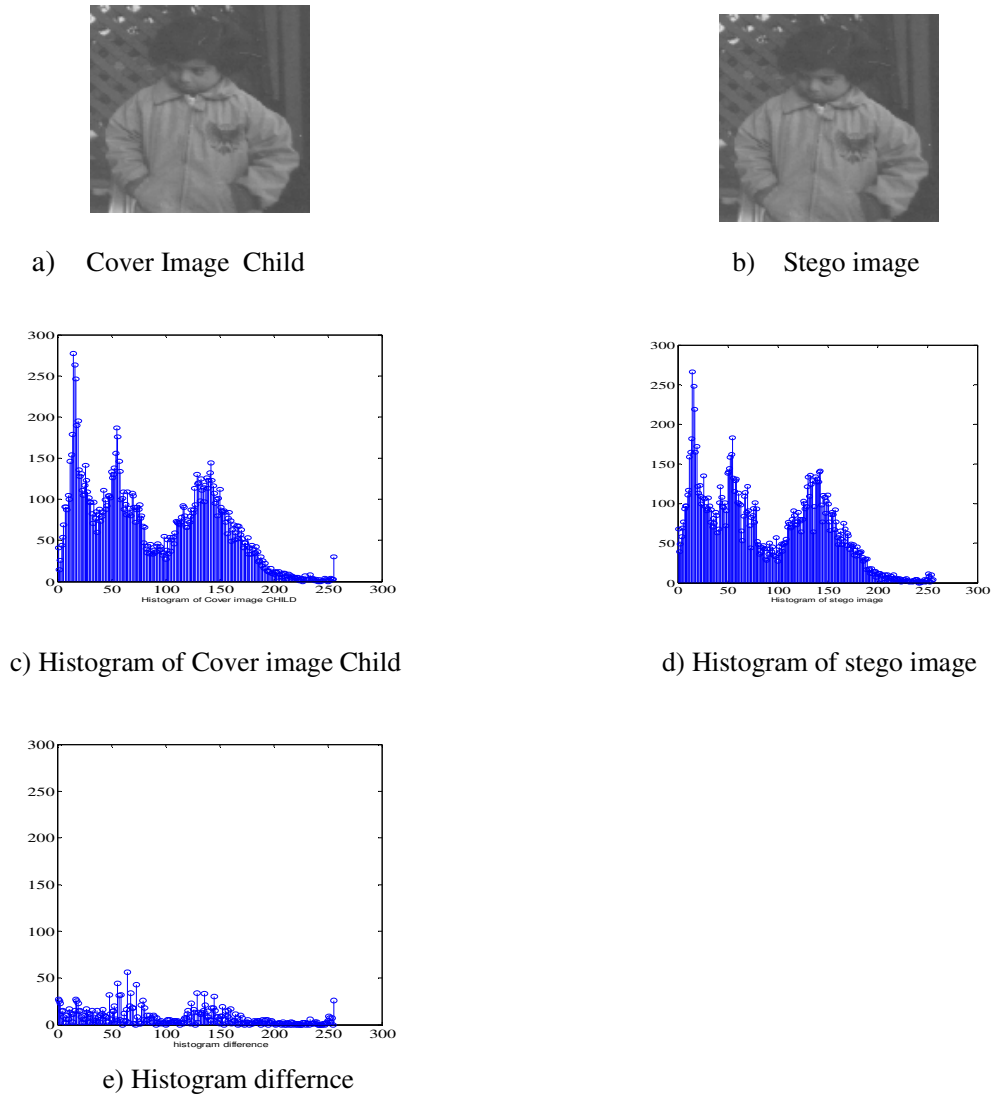 a) Cover Image Child
b) Stego image
300
250
200
150
100
50
0
0 50 100 150 200 250 300
Histogram of Cover image CHILD
300
250
200
150
100
50
0
0 50 100 150 200 250 300
Histogram of stego image
c) Histogram of Cover image Child
d) Histogram of stego image
300
250
200
150
100
50
0
0 50 100 150 200 250 300
histogram difference
e) Histogram differnce